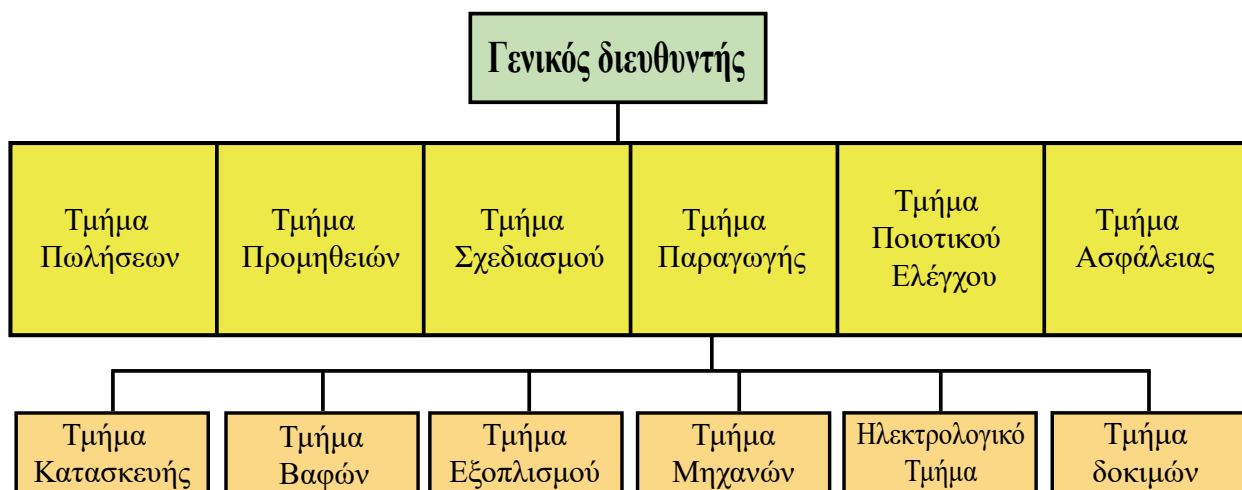 Γενικός διευθυντής
Τμήμα
Πωλήσεων
Τμήμα
Προμηθειών
Τμήμα
Σχεδιασμού
Τμήμα
Παραγωγής
Τμήμα
Ποιοτικού
Ελέγχου
Τμήμα
Ασφάλειας
Τμήμα
Κατασκευής
Τμήμα
Βαφών
Τμήμα
Εξοπλισμού
Τμήμα
Μηχανών
Ηλεκτρολογικό
Τμήμα
Τμήμα
δοκιμών